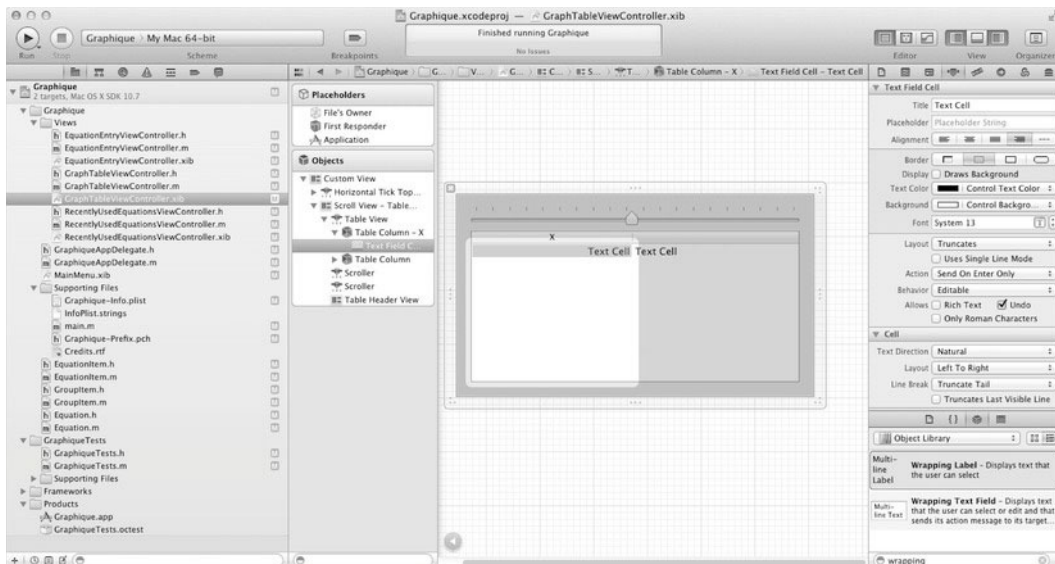 Graphique.xcodeproj — GraphTableViewController.xib
Graphique › My Mac 64-bit
Finished running Graphique
No Issues
Run
Stop
Scheme
Breakpoints
Editor
View
Organizer
Graphique › G... › V... › G... › C... › S... › T... › Table Column – X › Text Field Cell – Text Cell
Graphique
2 targets, Mac OS X SDK 10.7
Graphique
Views
EquationEntryViewController.h
EquationEntryViewController.m
EquationEntryViewController.xib
GraphTableViewController.h
GraphTableViewController.m
GraphTableViewController.xib
RecentlyUsedEquationsViewController.h
RecentlyUsedEquationsViewController.m
RecentlyUsedEquationsViewController.xib
GraphiqueAppDelegate.h
GraphiqueAppDelegate.m
MainMenu.xib
Supporting Files
Graphique-Info.plist
InfoPlist.strings
main.m
Graphique-Prefix.pch
Credits.rtf
EquationItem.h
EquationItem.m
GroupItem.h
GroupItem.m
Equation.h
Equation.m
GraphiqueTests
GraphiqueTests.h
GraphiqueTests.m
Supporting Files
Frameworks
Products
Graphique.app
GraphiqueTests.octest
Placeholders
File's Owner
First Responder
Application
Objects
Custom View
Horizontal Tick Top...
Scroll View – Table...
Table View
Table Column – X
Text Field C...
Table Column
Scroller
Scroller
Table Header View
X
Text Cell Text Cell
Text Field Cell
Title Text Cell
Placeholder Placeholder String
Alignment
Border
Display Draws Background
Text Color Control Text Color
Background Control Backgro...
Font System 13
Layout Truncates
Uses Single Line Mode
Action Send On Enter Only
Behavior Editable
Allows Rich Text Undo
Only Roman Characters
Cell
Text Direction Natural
Layout Left To Right
Line Break Truncate Tail
Truncates Last Visible Line
Object Library
Multi-line Label
Wrapping Label – Displays text that the user can select
Multi-line Text
Wrapping Text Field – Displays text that the user can select or edit and that sends its action message to its target...
wrapping